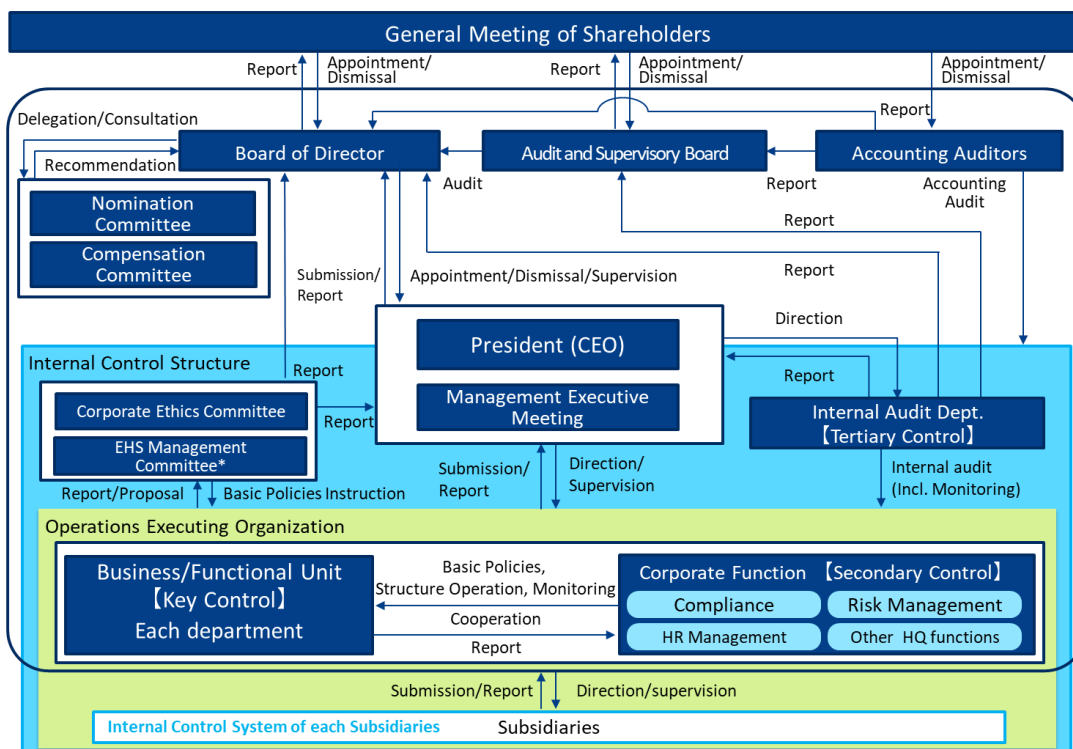 General Meeting of Shareholders
Report
Appointment/
Dismissal
Report
Appointment/
Dismissal
Appointment/
Dismissal
Delegation/Consultation
Report
Recommendation
Board of Director
Audit and Supervisory Board
Accounting Auditors
Audit
Report
Accounting
Audit
Nomination
Committee
Compensation
Committee
Report
Submission/
Report
Appointment/Dismissal/Supervision
Report
Direction
President (CEO)
Management Executive
Meeting
Internal Control Structure
Report
Report
Corporate Ethics Committee
EHS Management
Committee*
Report
Internal Audit Dept.
【Tertiary Control】
Report/Proposal
Basic Policies Instruction
Submission/
Report
Direction/
Supervision
Internal audit
(Incl. Monitoring)
Operations Executing Organization
Business/Functional Unit
【Key Control】
Each department
Basic Policies,
Structure Operation, Monitoring
Cooperation
Report
Corporate Function 【Secondary Control】
Compliance
Risk Management
HR Management
Other HQ functions
Submission/Report
Direction/supervision
Internal Control System of each Subsidiaries
Subsidiaries